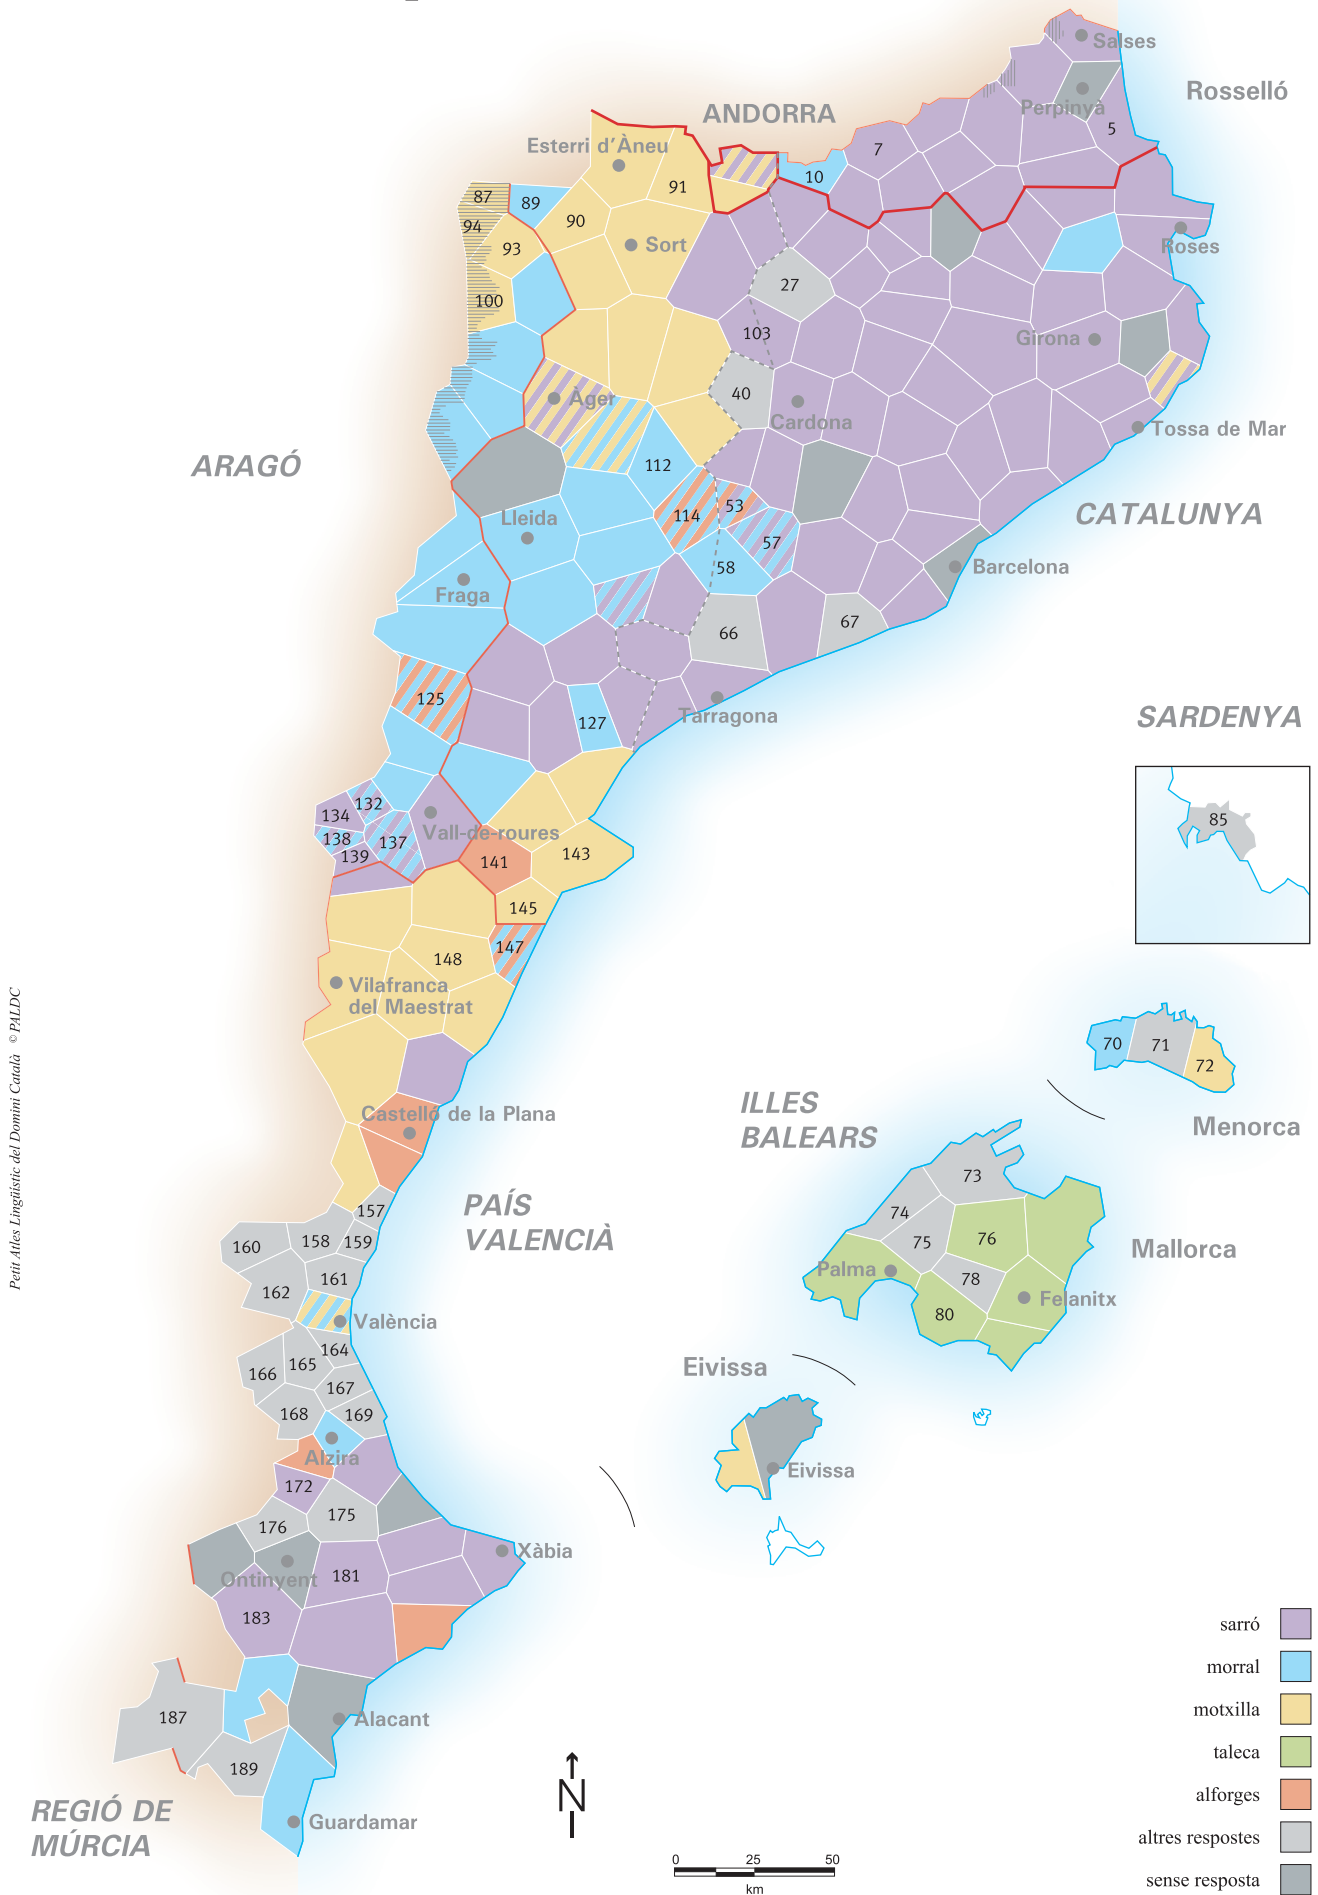 Salses
Rosselló
Perpinyà
5
ANDORRA
7
Esterri d'Àneu
10
91
87
89
90
94
93
Sort
Roses
27
100
103
Girona
40
Àger
Cardona
Tossa de Mar
ARAGÓ
112
53
114
CATALUNYA
Lleida
57
58
Barcelona
Fraga
66
67
125
127
Tarragona
SARDENYA
85
132
134
Vall-de-roures
138
137
139
141
143
145
147
148
Vilafranca
del Maestrat
Petit Atles Lingüístic del Domini Català © PALDC
70
71
72
Menorca
ILLES
BALEARS
Castelló de la Plana
73
74
75
76
78
80
Palma
Felanitx
Mallorca
PAÍS
VALENCIÀ
157
158
159
160
161
162
València
164
165
166
167
168
169
Eivissa
Eivissa
Alzira
172
175
176
Xàbia
Ontinyent
181
183
187
Alacant
189
Guardamar
REGIÓ DE
MÚRCIA
N
0 25 50
km
sarró
morral
motxilla
taleca
alforges
altres respostes
sense resposta